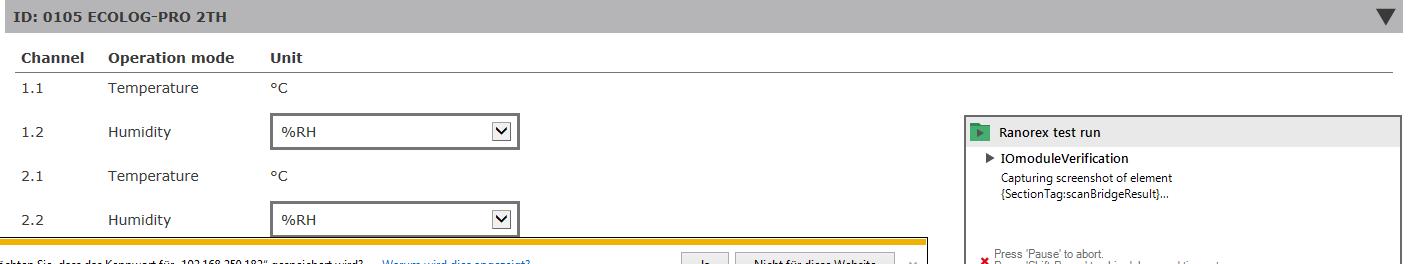 ID: 0105 ECOLOG-PRO 2TH
Channel Operation mode Unit
1.1 Temperature °C
1.2 Humidity %RH
2.1 Temperature °C
2.2 Humidity %RH
Ranorex test run
IOmoduleVerification
Capturing screenshot of element
{SectionTag:scanBridgeResult}...
Press 'Pause' to abort.
Sie, dass das Kennwort für „192.168.250.182“ gespeichert wird? Warum wird dies angezeigt? Ja Nicht für diese Website